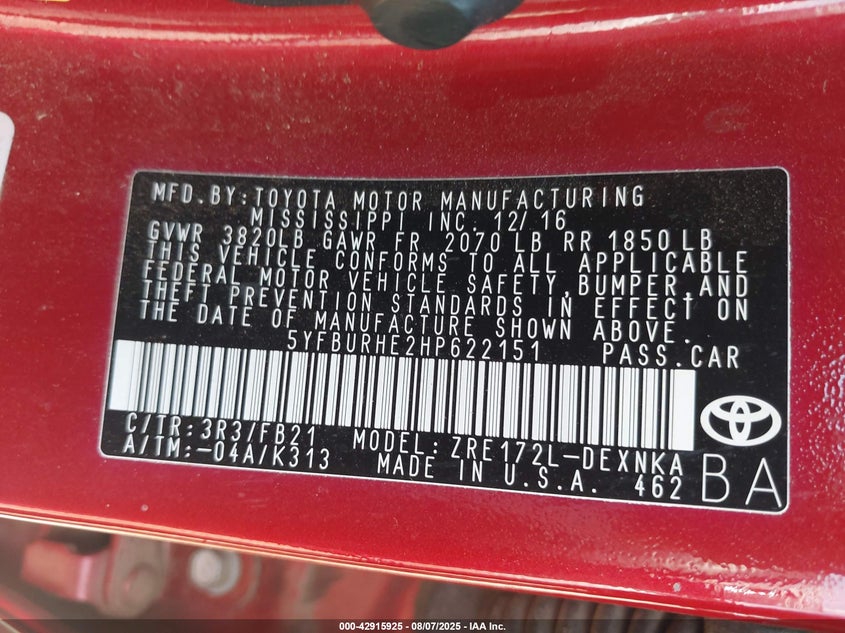 MFD.BY:TOYOTA MOTOR MANUFACTURING
MISSISSIPPI INC. 12/16
GVWR 3820LB GAWR FR 2070 LB RR 1850 LB
THIS VEHICLE CONFORMS TO ALL APPLICABLE
FEDERAL MOTOR VEHICLE SAFETY,BUMPER,AND
THEFT PREVENTION STANDARDS IN EFFECT ON
THE DATE OF MANUFACTURE SHOWN ABOVE.
5YFBURHE2HP622151 PASS.CAR
C/TR:3R3/FB21 MODEL:ZRE172L-DEXNKA
A/TM:-04A/K313 MADE IN U.S.A. 462 BA
000-42915925 - 08/07/2025 - IAA Inc.